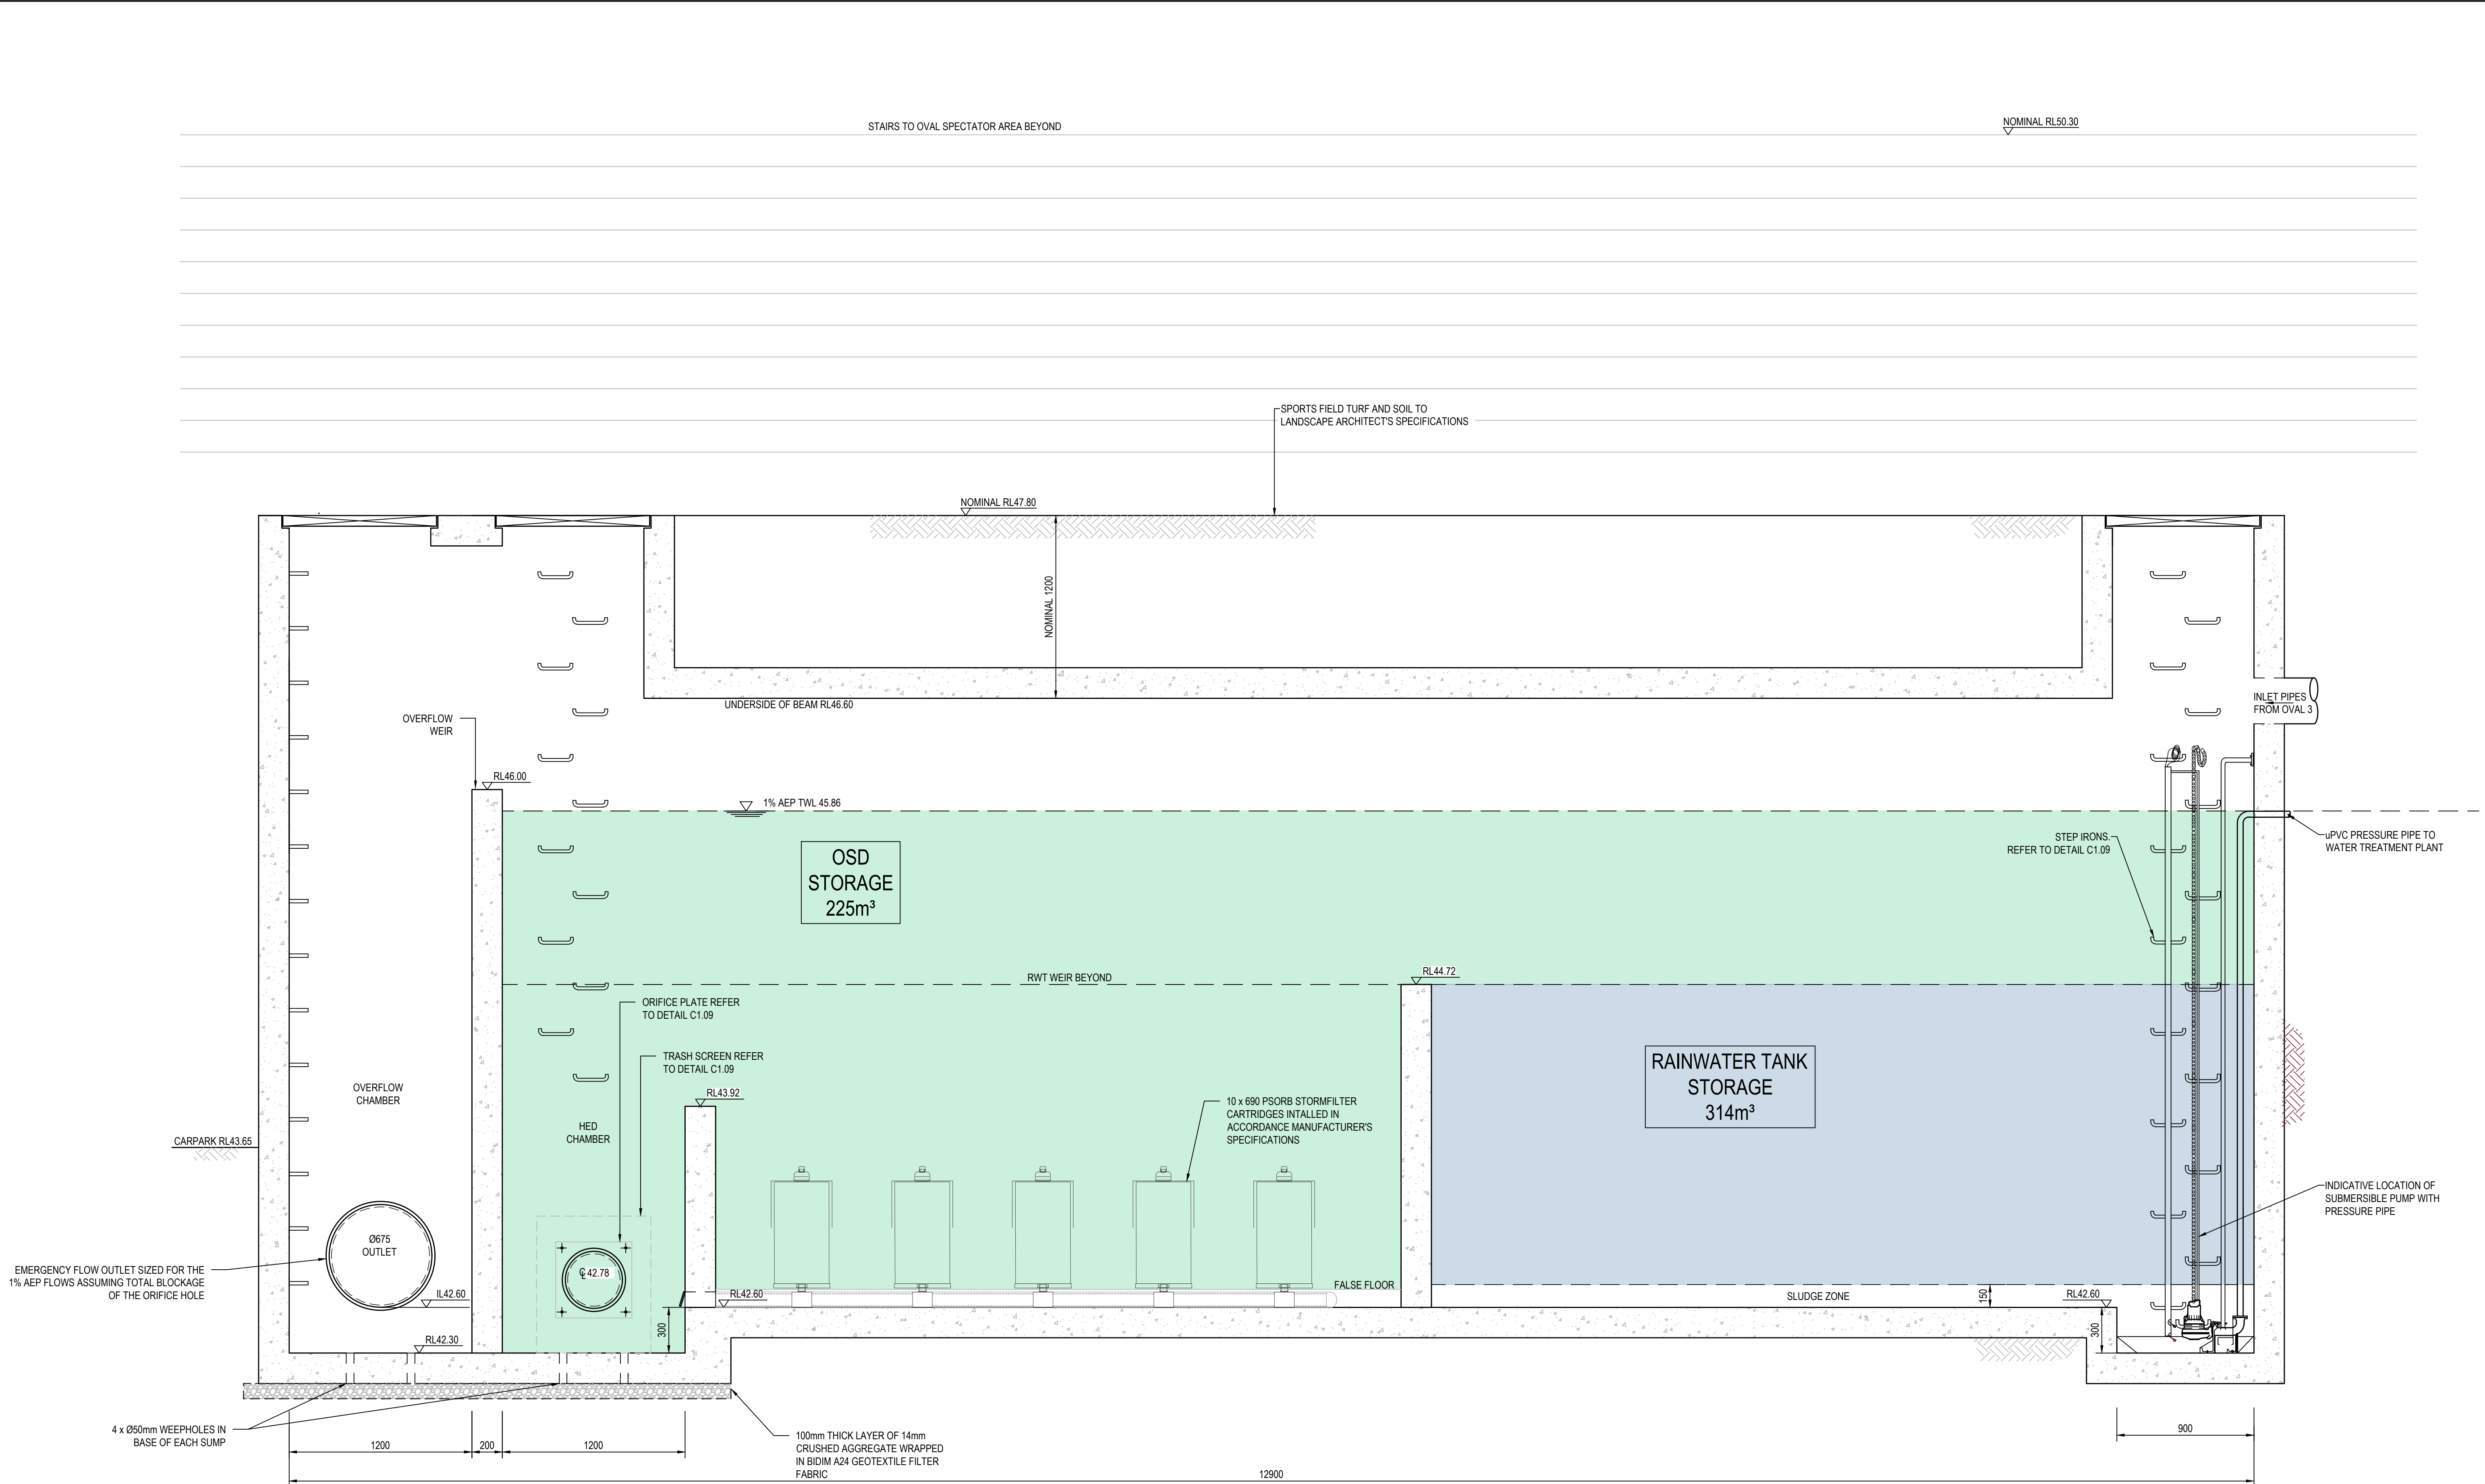 STAIRS TO OVAL SPECTATOR AREA BEYOND
NOMINAL RL50.30
SPORTS FIELD TURF AND SOIL TO
LANDSCAPE ARCHITECT'S SPECIFICATIONS
NOMINAL RL47.80
NOMINAL 1200
UNDERSIDE OF BEAM RL46.60
INLET PIPES
FROM OVAL 3
OVERFLOW
WEIR
RL46.00
1% AEP TWL 45.86
OSD
STORAGE
225m³
STEP IRONS.
REFER TO DETAIL C1.09
uPVC PRESSURE PIPE TO
WATER TREATMENT PLANT
RWT WEIR BEYOND
RL44.72
ORIFICE PLATE REFER
TO DETAIL C1.09
TRASH SCREEN REFER
TO DETAIL C1.09
RAINWATER TANK
STORAGE
314m³
OVERFLOW
CHAMBER
RL43.92
10 x 690 PSORB STORMFILTER
CARTRIDGES INTALLED IN
ACCORDANCE MANUFACTURER'S
SPECIFICATIONS
HED
CHAMBER
CARPARK RL43.65
INDICATIVE LOCATION OF
SUBMERSIBLE PUMP WITH
PRESSURE PIPE
Ø675
OUTLET
EMERGENCY FLOW OUTLET SIZED FOR THE
1% AEP FLOWS ASSUMING TOTAL BLOCKAGE
OF THE ORIFICE HOLE
℄ 42.78
FALSE FLOOR
IL42.60
RL42.60
SLUDGE ZONE
150
RL42.60
300
300
RL42.30
4 x Ø50mm WEEPHOLES IN
BASE OF EACH SUMP
100mm THICK LAYER OF 14mm
CRUSHED AGGREGATE WRAPPED
IN BIDIM A24 GEOTEXTILE FILTER
FABRIC
1200
200
1200
900
12900